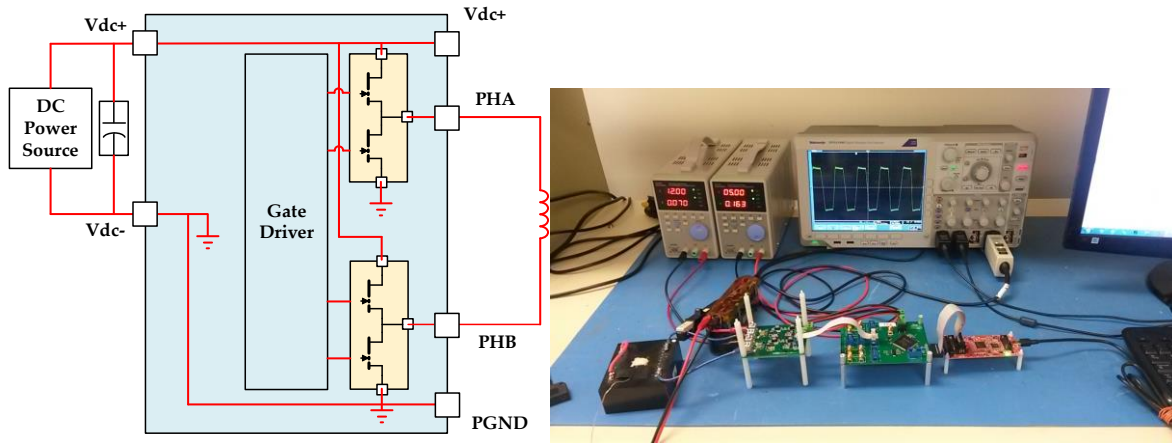 Vdc+
Vdc+
DC
Power
Source
PHA
Gate
Driver
Vdc-
PHB
PGND
12.00
0.070
05.00
0.163
Tektronix